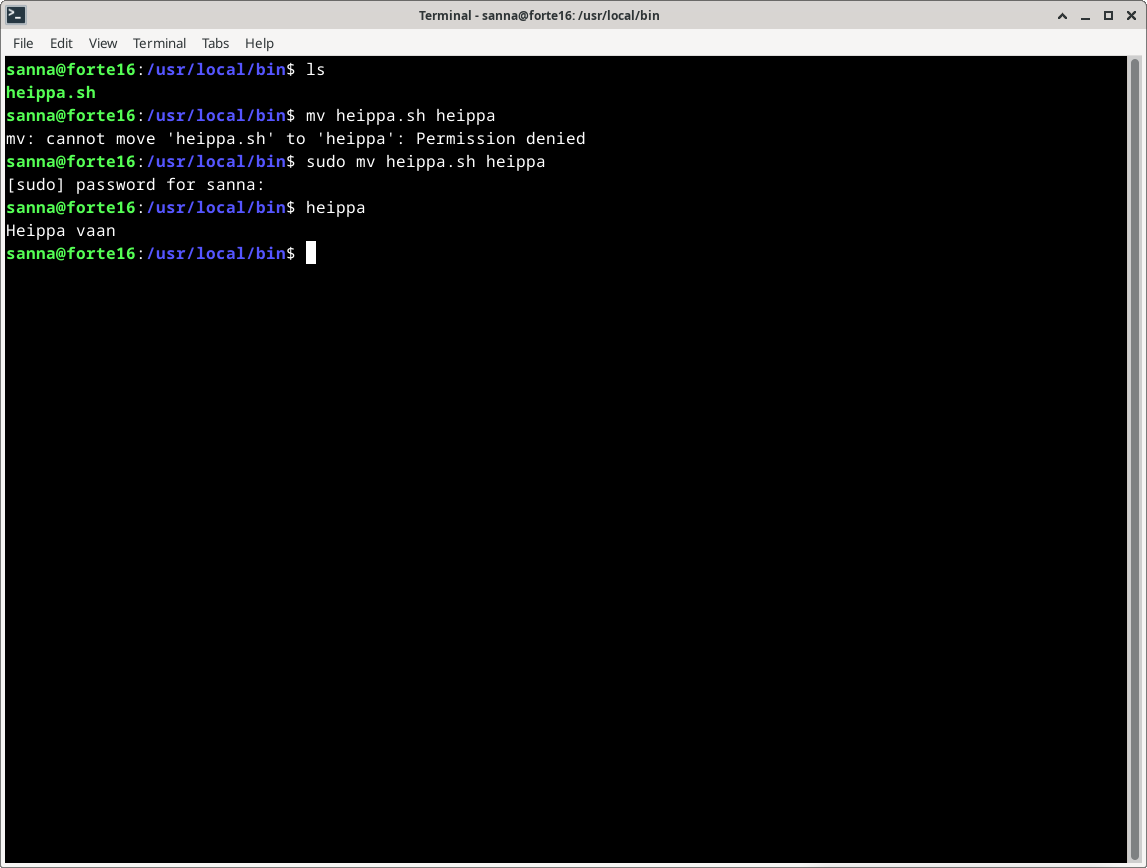 Terminal - sanna@forte16: /usr/local/bin
File Edit View Terminal Tabs Help
sanna@forte16:/usr/local/bin$ ls
heippa.sh
sanna@forte16:/usr/local/bin$ mv heippa.sh heippa
mv: cannot move 'heippa.sh' to 'heippa': Permission denied
sanna@forte16:/usr/local/bin$ sudo mv heippa.sh heippa
[sudo] password for sanna:
sanna@forte16:/usr/local/bin$ heippa
Heippa vaan
sanna@forte16:/usr/local/bin$